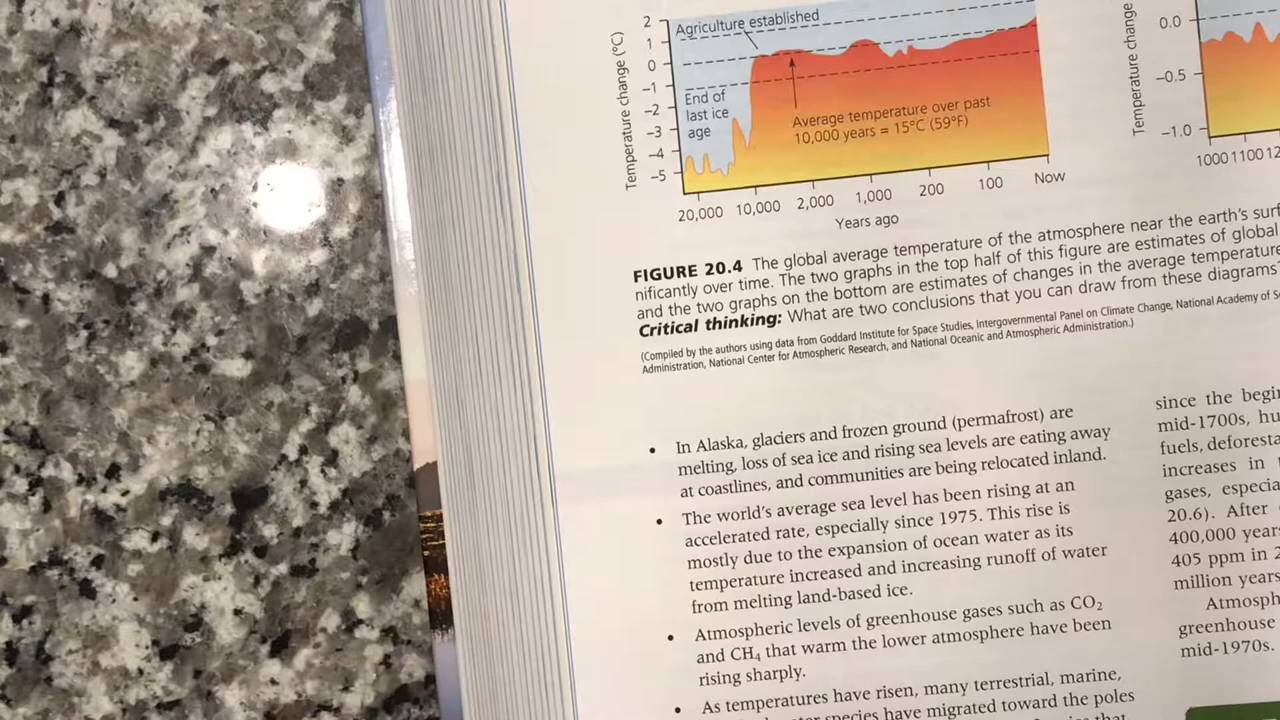 Temperature change (°C)
2
1
0
−1
−2
−3
−4
−5
Agriculture established
End of
last ice
age
Average temperature over past
10,000 years = 15°C (59°F)
20,000 10,000 2,000 1,000 200 100 Now
Years ago
Temperature change
0.0
−0.5
−1.0
1000 1100 12
FIGURE 20.4 The global average temperature of the atmosphere near the earth's surf
nificantly over time. The two graphs in the top half of this figure are estimates of global
and the two graphs on the bottom are estimates of changes in the average temperature
Critical thinking: What are two conclusions that you can draw from these diagrams?
(Compiled by the authors using data from Goddard Institute for Space Studies, Intergovernmental Panel on Climate Change, National Academy of S
Administration, National Center for Atmospheric Research, and National Oceanic and Atmospheric Administration.)
• In Alaska, glaciers and frozen ground (permafrost) are
melting, loss of sea ice and rising sea levels are eating away
at coastlines, and communities are being relocated inland.
• The world's average sea level has been rising at an
accelerated rate, especially since 1975. This rise is
mostly due to the expansion of ocean water as its
temperature increased and increasing runoff of water
from melting land-based ice.
• Atmospheric levels of greenhouse gases such as CO₂
and CH₄ that warm the lower atmosphere have been
rising sharply.
• As temperatures have risen, many terrestrial, marine,
species have migrated toward the poles
since the begin
mid-1700s, hu
fuels, deforesta
increases in
gases, especia
20.6). After
400,000 year
405 ppm in 2
million years
Atmosph
greenhouse
mid-1970s.